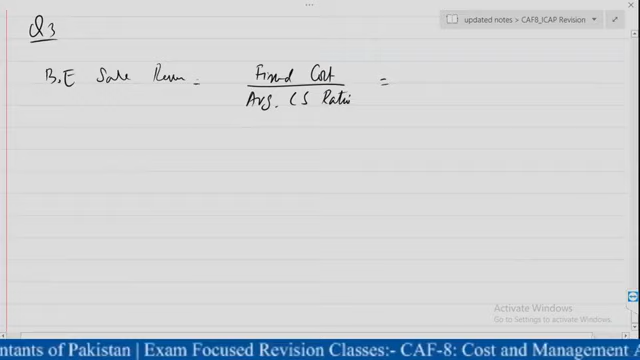 updated notes > CAF8_ICAP Revision
Q3
B.E Sale Reven = Fixed Cost =
Avg. CS Ratio
Activate Windows
Go to Settings to activate Windows.
ntants of Pakistan | Exam Focused Revision Classes:- CAF-8: Cost and Management